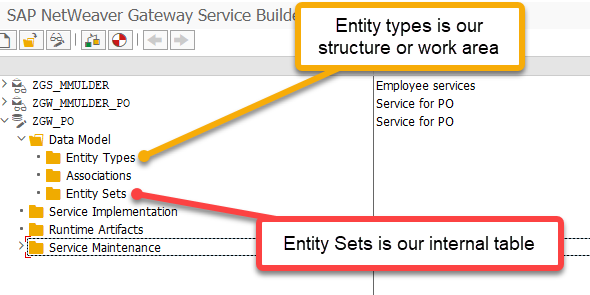 SAP NetWeaver Gateway Service Builde
Entity types is our
structure or work area
ZGS_MMULDER Employee services
ZGW_MMULDER_PO Service for PO
ZGW_PO Service for PO
Data Model
Entity Types
Associations
Entity Sets
Service Implementation
Runtime Artifacts
Service Maintenance
Entity Sets is our internal table